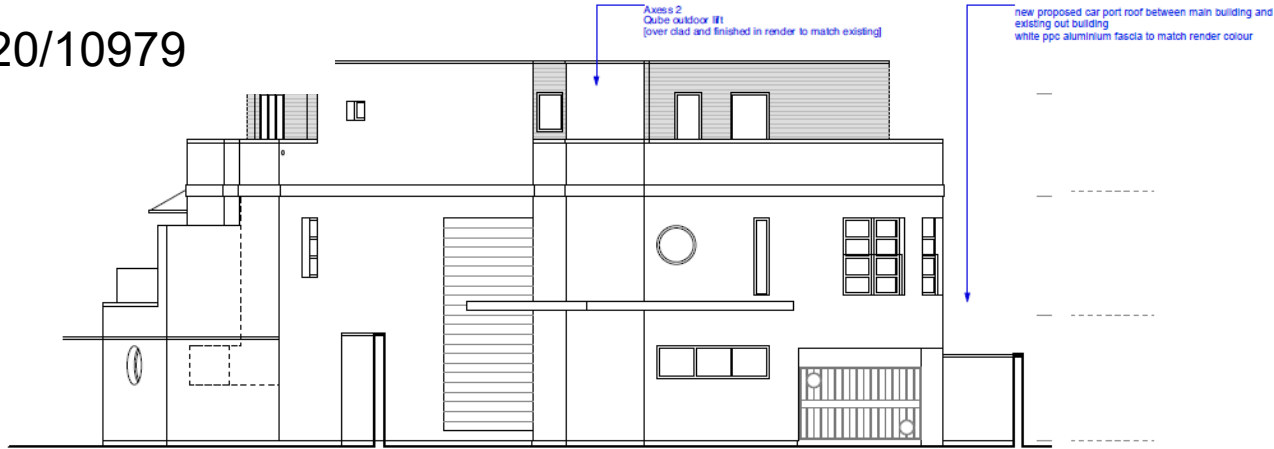 20/10979
Axess 2
Qube outdoor lift
[over clad and finished in render to match existing]
new proposed car port roof between main building and
existing out building
white ppc aluminium fascia to match render colour